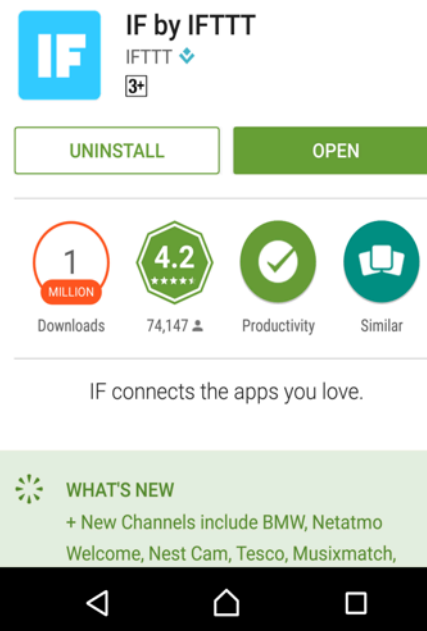 IF
IF by IFTTT
IFTTT
3+
UNINSTALL
OPEN
1
MILLION
4.2
Downloads
74,147
Productivity
Similar
IF connects the apps you love.
WHAT'S NEW
+ New Channels include BMW, Netatmo
Welcome, Nest Cam, Tesco, Musixmatch,